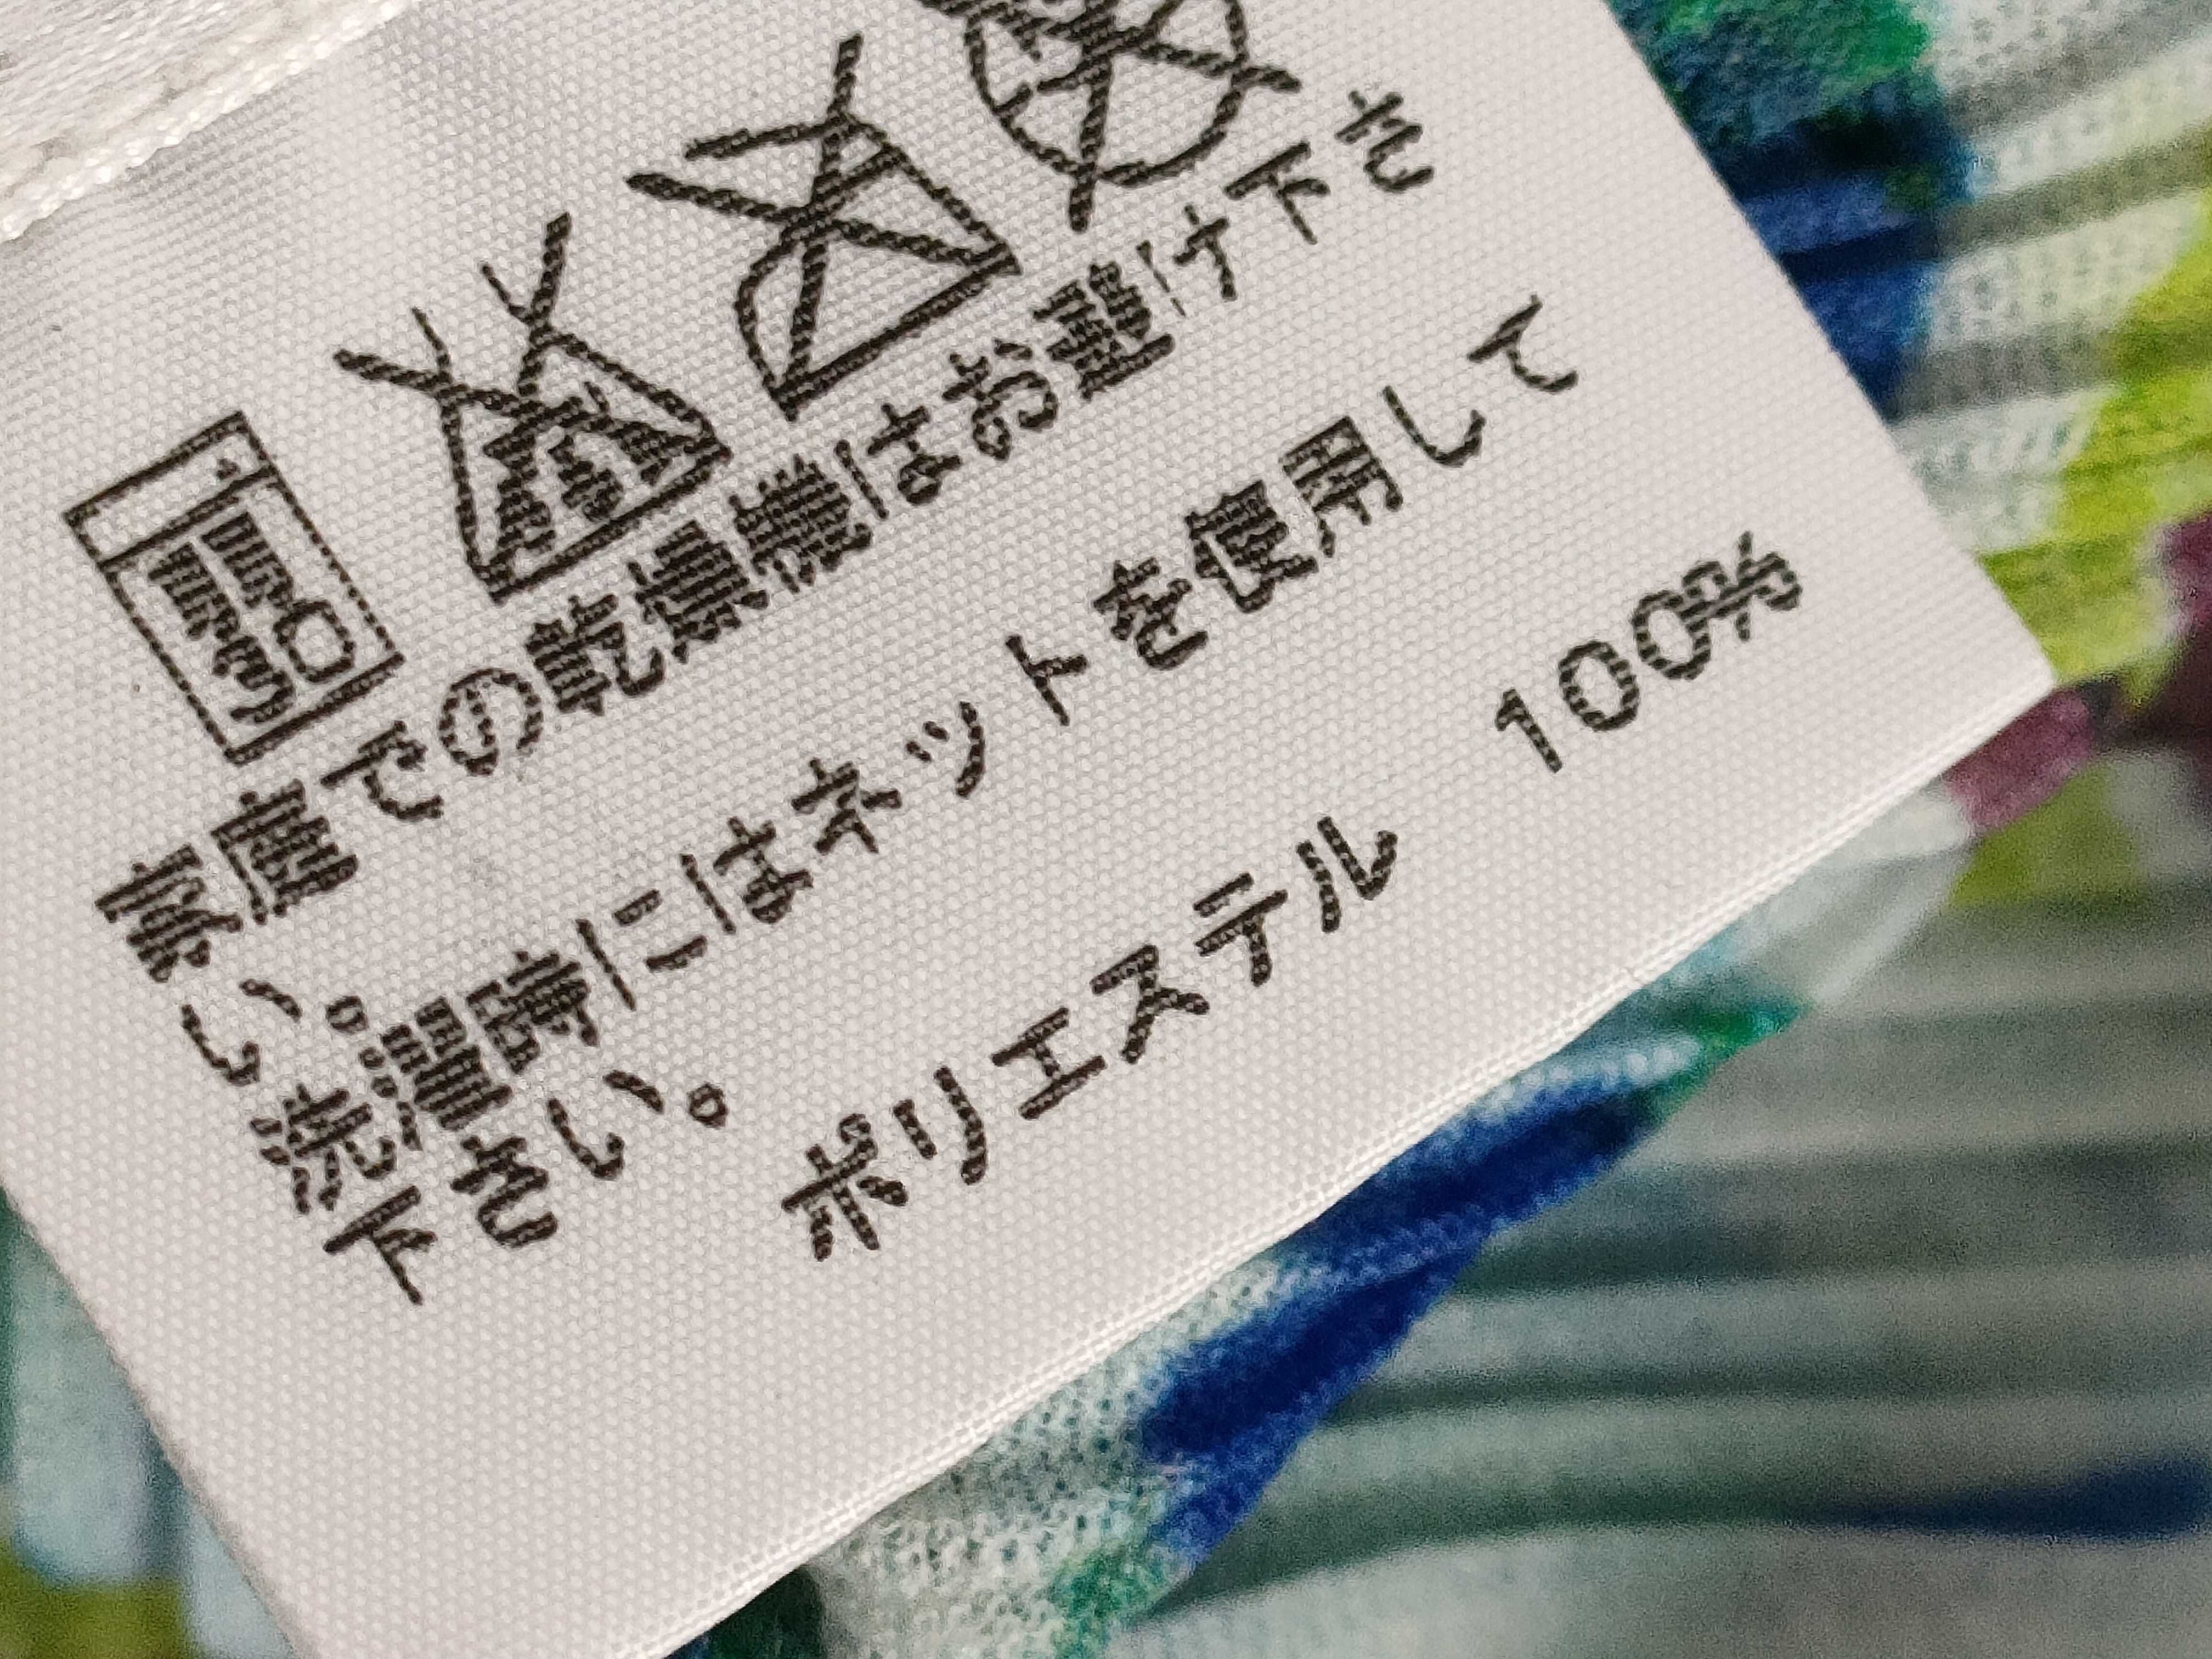 家庭での乾燥機はお避け下さ
い。
洗濯時にはネットを使用して
下さい。
ポリエステル 100%